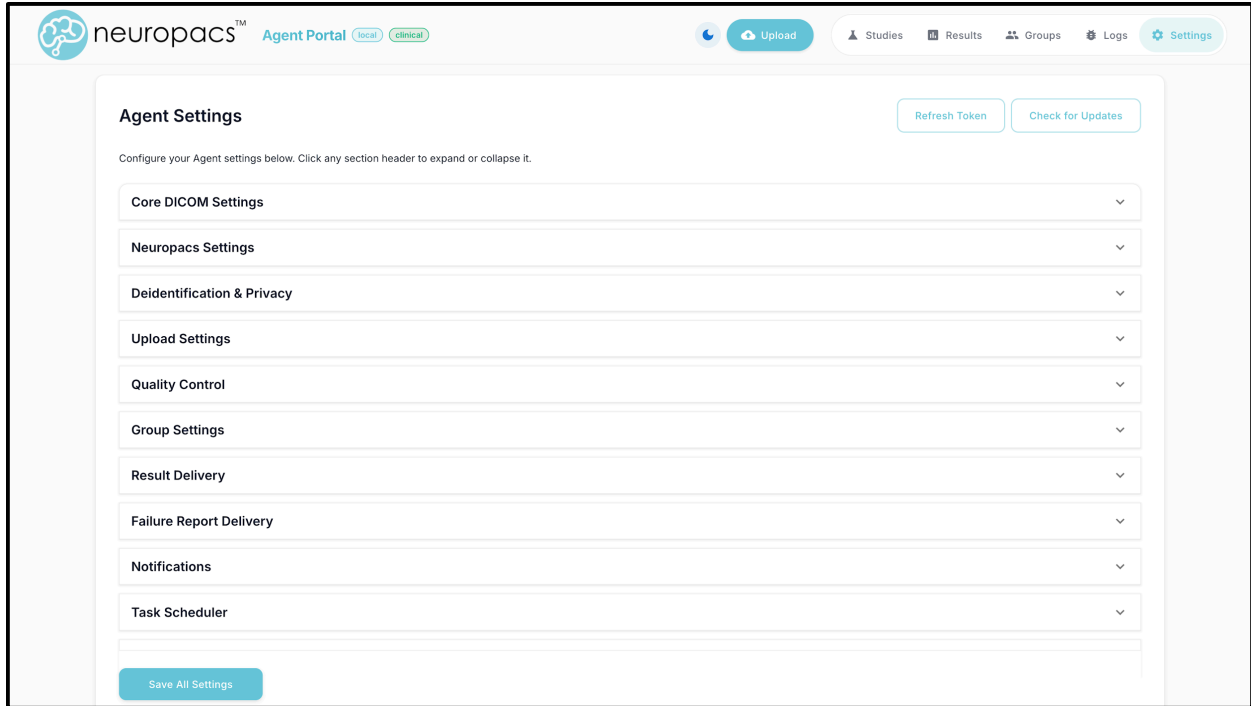 neuropacs™ Agent Portal local clinical Upload Studies Results Groups Logs Settings
Agent Settings Refresh Token Check for Updates
Configure your Agent settings below. Click any section header to expand or collapse it.
Core DICOM Settings
Neuropacs Settings
Deidentification & Privacy
Upload Settings
Quality Control
Group Settings
Result Delivery
Failure Report Delivery
Notifications
Task Scheduler
Save All Settings